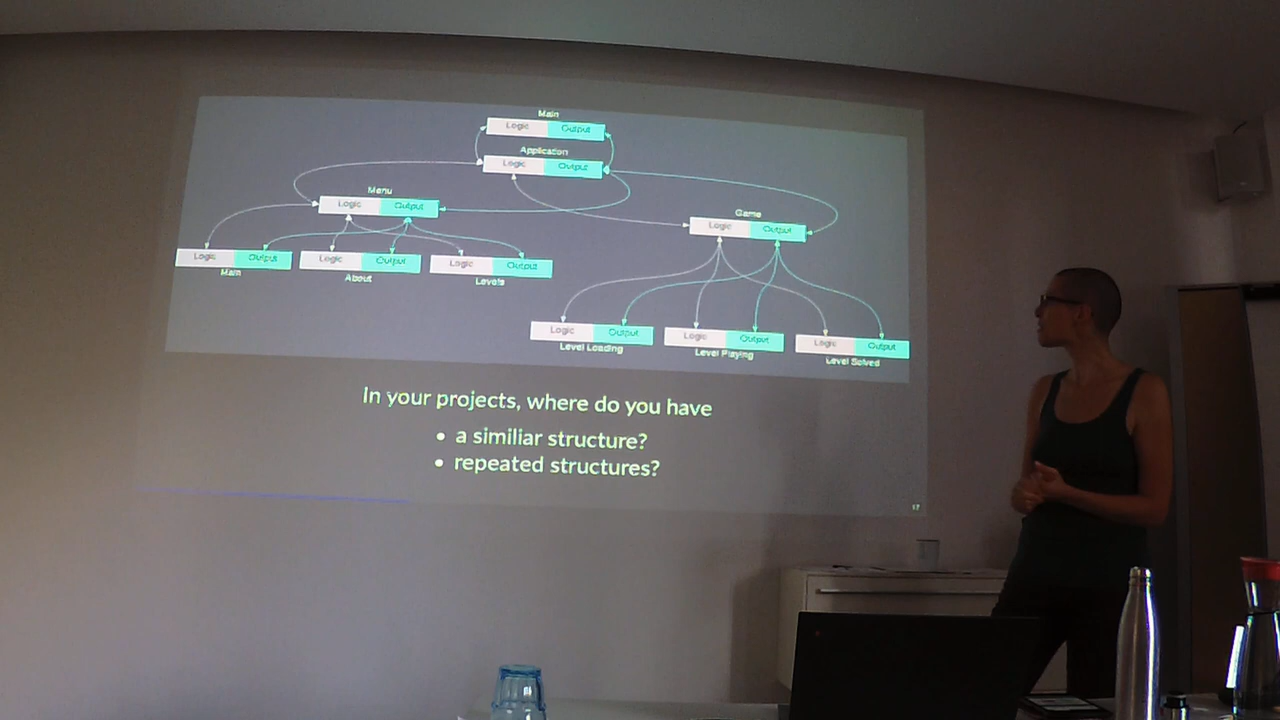 Main
Logic Output
Application
Logic Output
Menu
Logic Output
Game
Logic Output
Logic Output
Main
Logic Output
About
Logic Output
Levels
Logic Output
Level Loading
Logic Output
Level Playing
Logic Output
Level Solved
In your projects, where do you have
• a similiar structure?
• repeated structures?
17